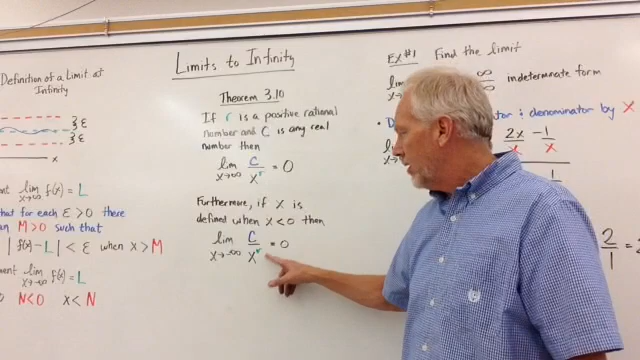 Definition of a Limit at
Infinity
}ε
}ε
x
lim f(x) = L
x→∞
that for each ε>0 there
an M>0 such that
| f(x)-L | < ε when x > M
lim f(x) = L
x→-∞
N<0 x < N
Limits to Infinity
Theorem 3.10
If r is a positive rational
number and C is any real
number then
lim C/x^r = 0
x→∞
Furthermore, if x is
defined when x<0 then
lim C/x^r = 0
x→-∞
Ex #1 Find the limit
lim
∞/∞ indeterminate form
& denominator by x
lim 2x/x - 1/x
1
2/1 = 2